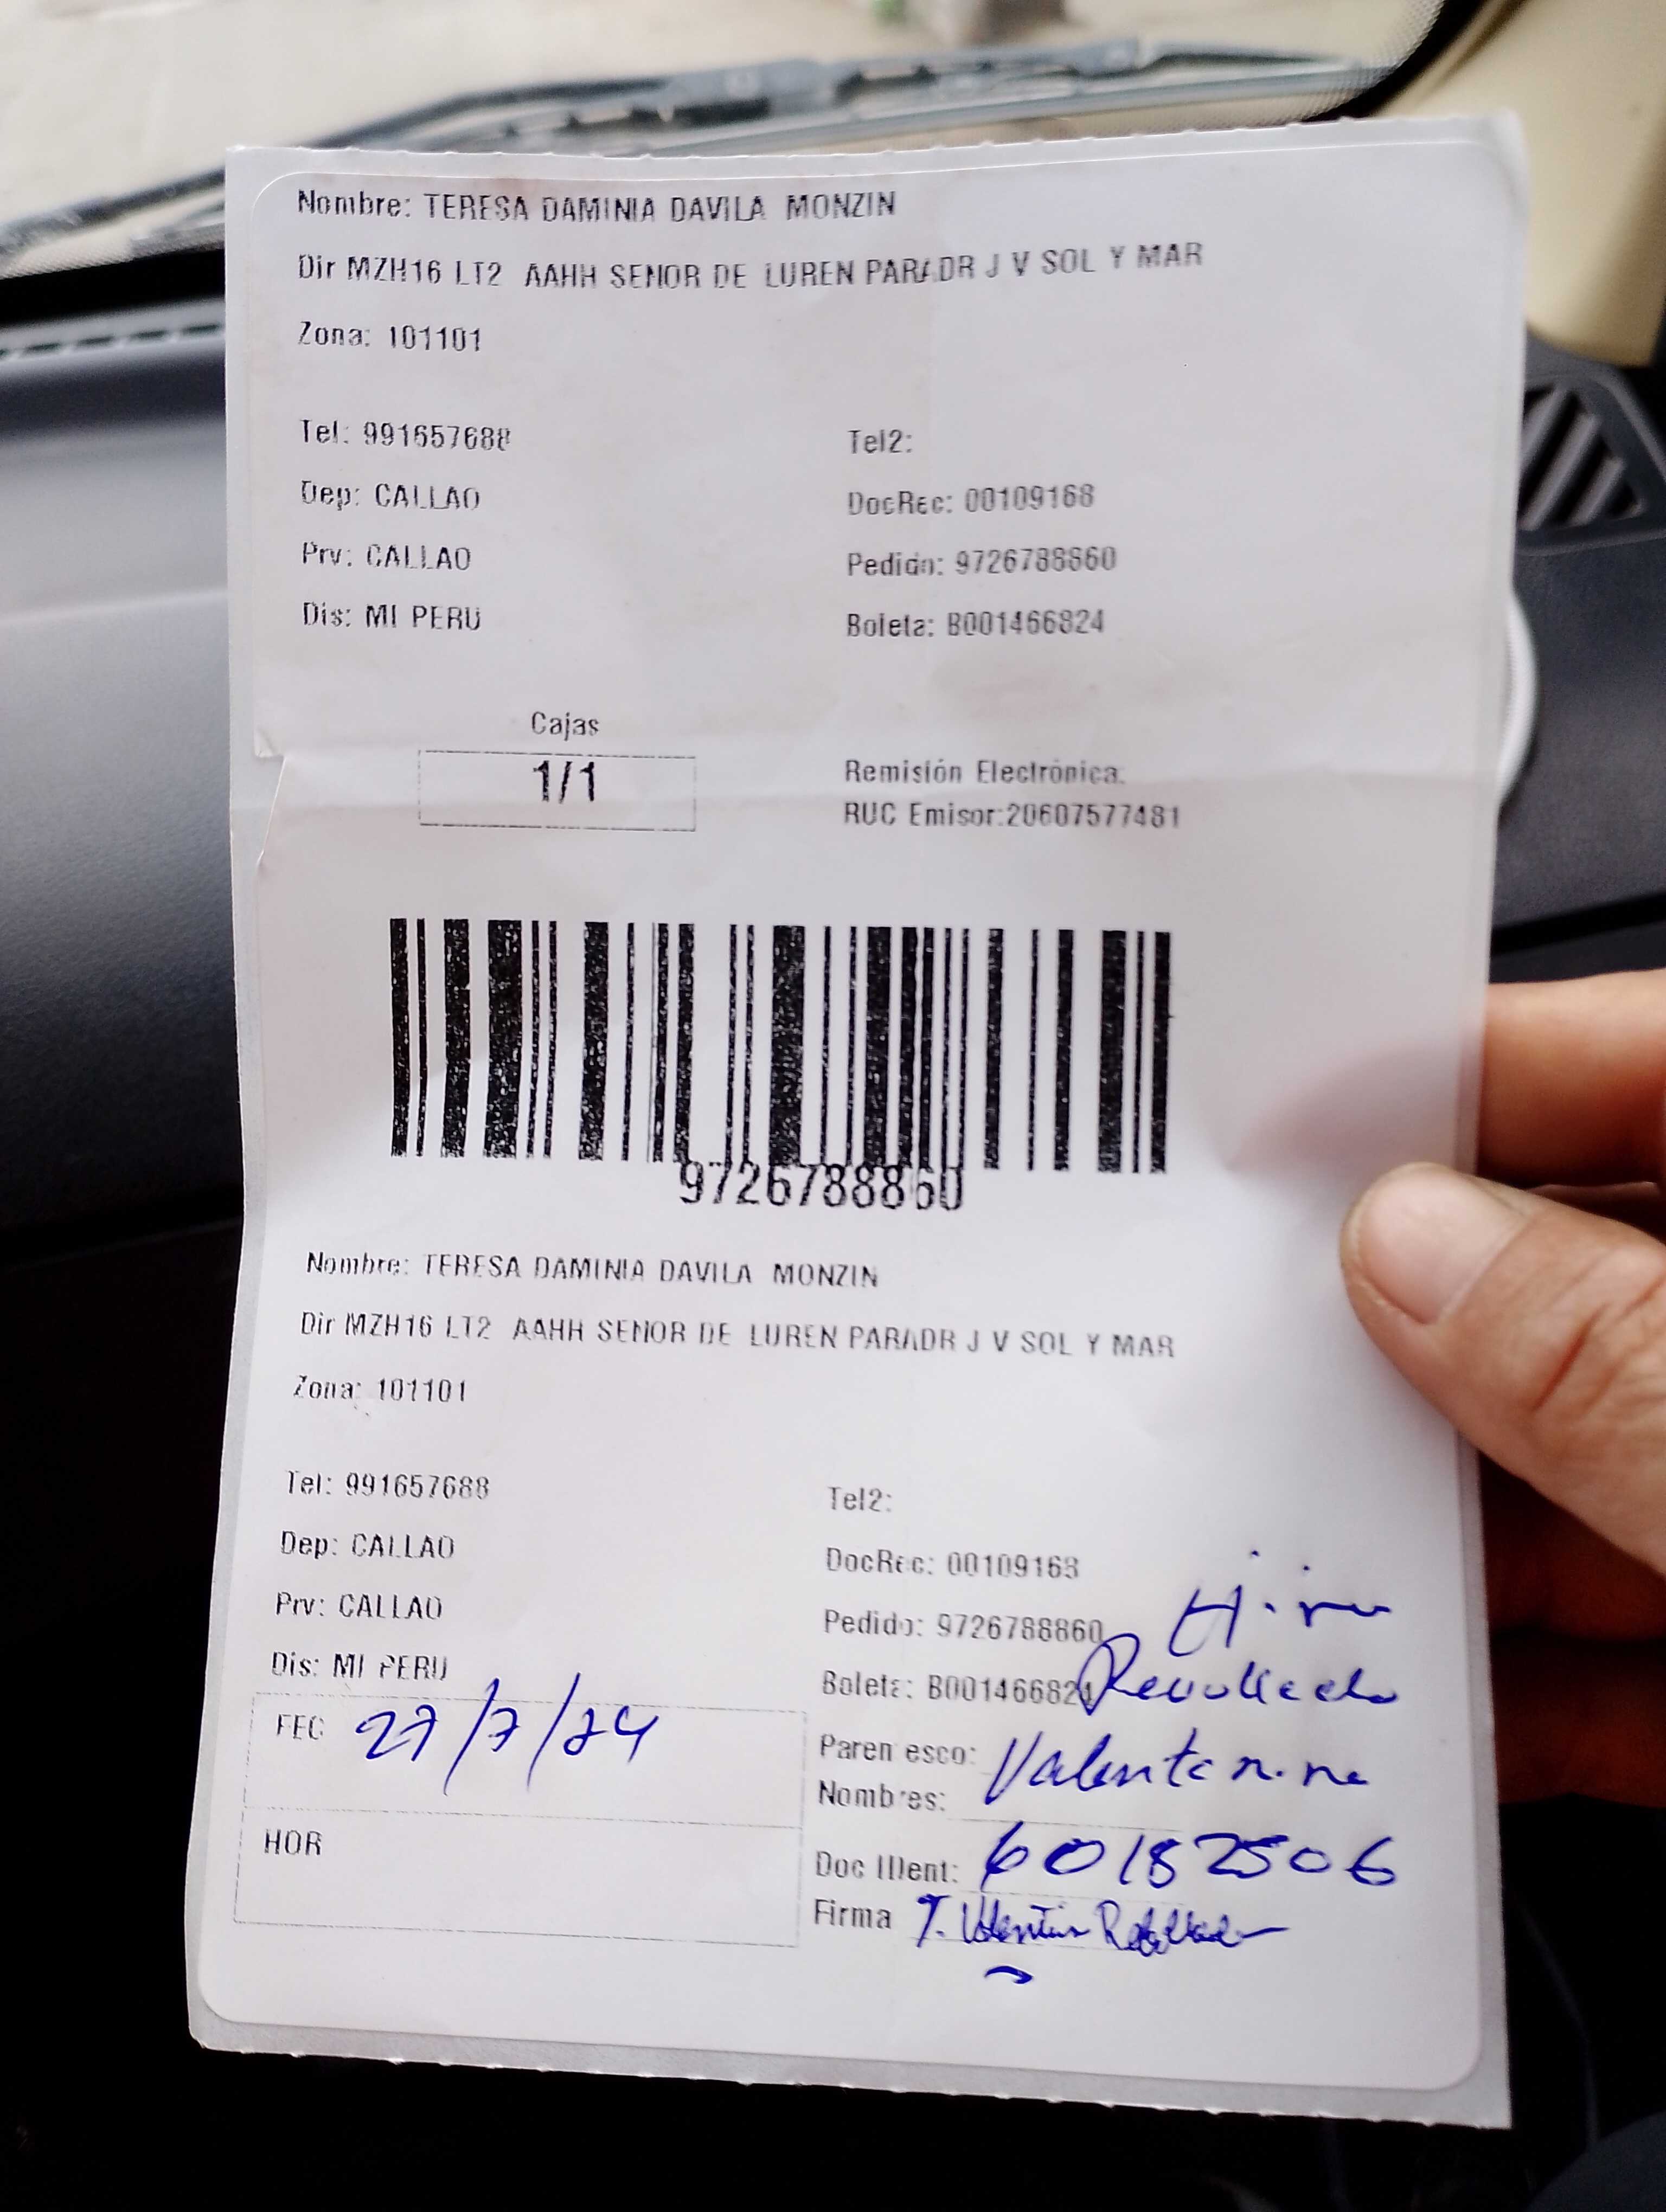 Nombre: TERESA DAMINIA DAVILA MONZIN
Dir MZH16 LT2 AAHH SENOR DE LUREN PARADR J V SOL Y MAR
Zona: 101101
Tel: 991657688 Tel2:
Dep: CALLAO DocRec: 00109168
Prv: CALLAO Pedido: 9726788860
Dis: MI PERU Boleta: B001466824
Cajas
1/1
Remisión Electrónica:
RUC Emisor:20607577481
9726788860
Nombre: TERESA DAMINIA DAVILA MONZIN
Dir MZH16 LT2 AAHH SENOR DE LUREN PARADR J V SOL Y MAR
Zona: 101101
Tel: 991657688 Tel2:
Dep: CALLAO DocRec: 00109168
Prv: CALLAO Pedido: 9726788860
Dis: MI PERU Boleta: B001466824
FEC 27/7/24
Parentesco:
Nombres:
HOR
Doc IIIent: 60182506
Firma